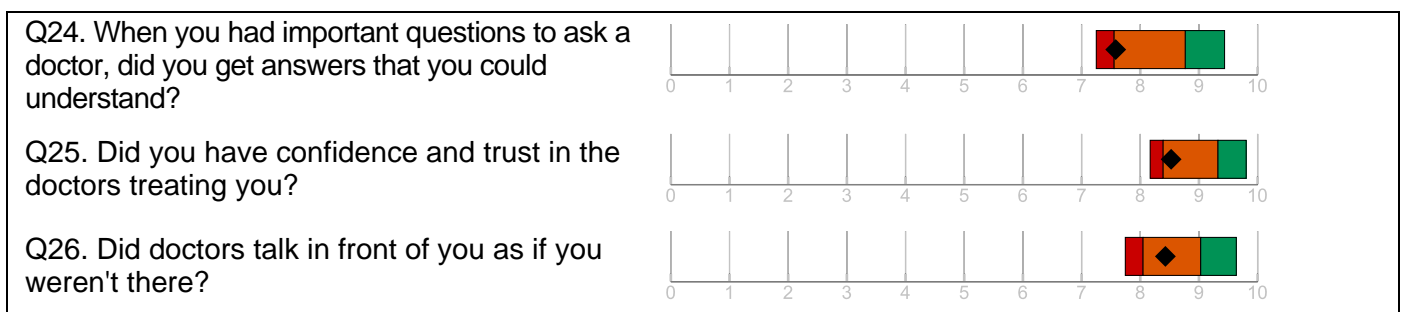 Q24. When you had important questions to ask a
doctor, did you get answers that you could
understand?
0 1 2 3 4 5 6 7 8 9 10
Q25. Did you have confidence and trust in the
doctors treating you?
0 1 2 3 4 5 6 7 8 9 10
Q26. Did doctors talk in front of you as if you
weren't there?
0 1 2 3 4 5 6 7 8 9 10